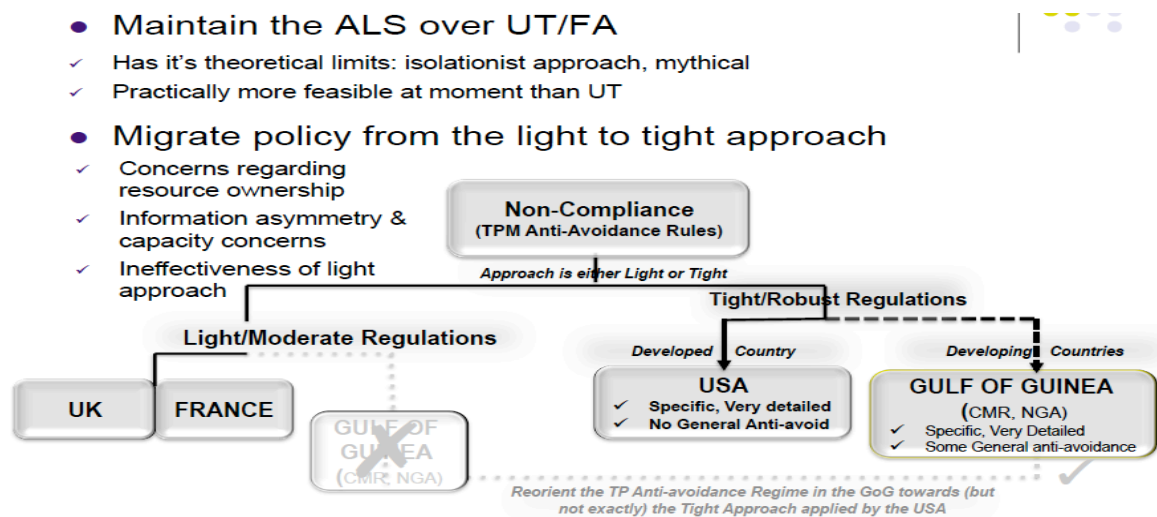 Maintain the ALS over UT/FA
Has it's theoretical limits: isolationist approach, mythical
Practically more feasible at moment than UT
Migrate policy from the light to tight approach
Concerns regarding
resource ownership
Information asymmetry &
capacity concerns
Ineffectiveness of light
approach
Non-Compliance
(TPM Anti-Avoidance Rules)
Approach is either Light or Tight
Tight/Robust Regulations
Light/Moderate Regulations
Developed Country
Developing Countries
UK
FRANCE
GULF OF
GUINEA
(CMR, NGA)
USA
Specific, Very detailed
No General Anti-avoid
GULF OF GUINEA
(CMR, NGA)
Specific, Very Detailed
Some General anti-avoidance
Reorient the TP Anti-avoidance Regime in the GoG towards (but
not exactly) the Tight Approach applied by the USA